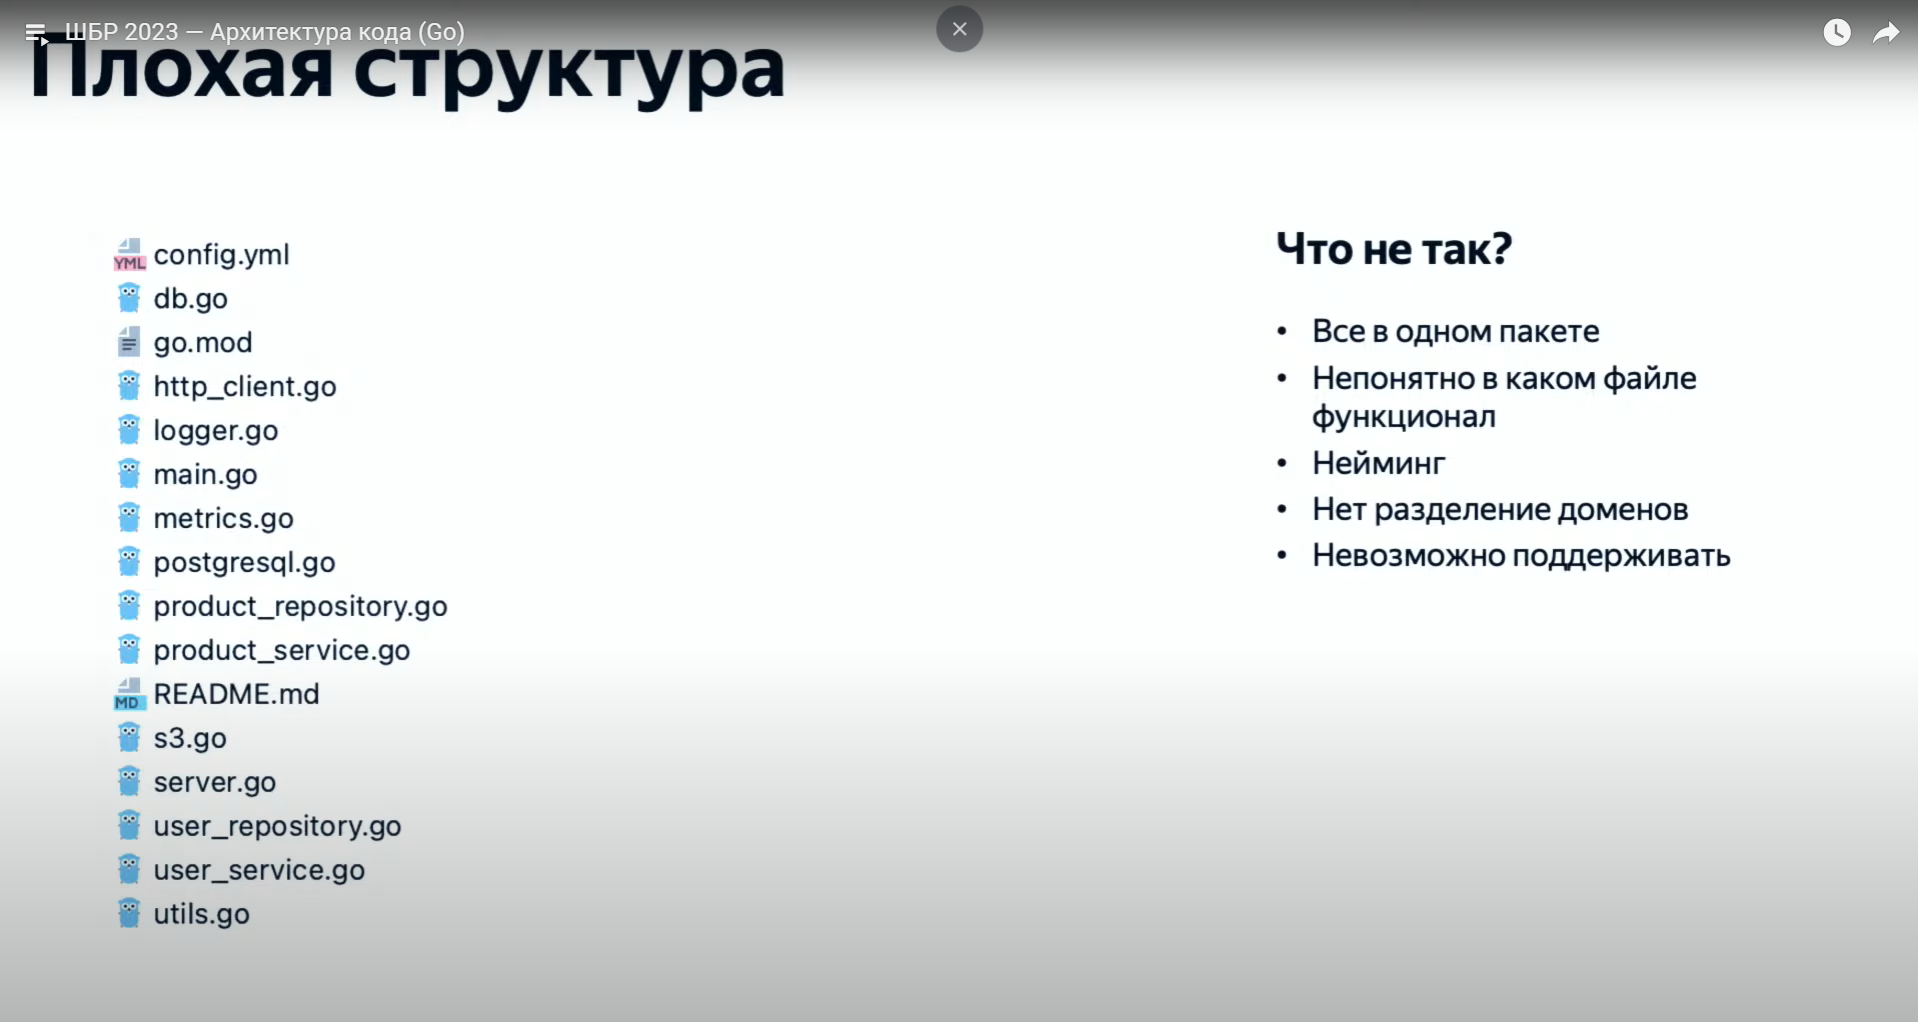 ШБР 2023 — Архитектура кода (Go)
Плохая структура
YML config.yml
db.go
go.mod
http_client.go
logger.go
main.go
metrics.go
postgresql.go
product_repository.go
product_service.go
MD README.md
s3.go
server.go
user_repository.go
user_service.go
utils.go
Что не так?
• Все в одном пакете
• Непонятно в каком файле
функционал
• Нейминг
• Нет разделение доменов
• Невозможно поддерживать